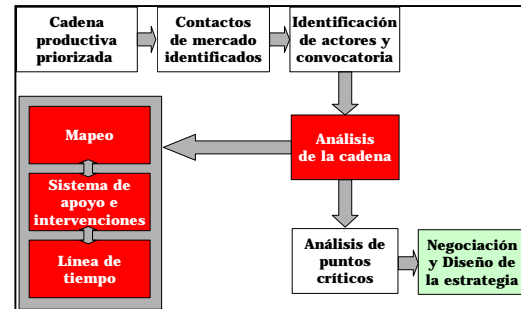 Cadena
productiva
priorizada
Contactos
de mercado
identificados
Identificación
de actores y
convocatoria
Mapeo
Sistema de
apoyo e
intervenciones
Línea de
tiempo
Análisis
de la cadena
Análisis de
puntos
críticos
Negociación
y Diseño de
la estrategia